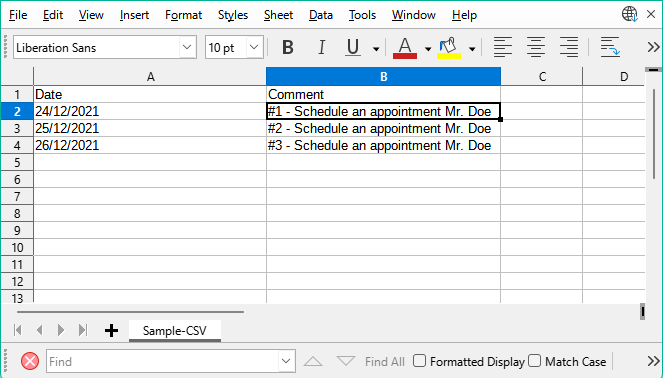 File Edit View Insert Format Styles Sheet Data Tools Window Help
Liberation Sans 10 pt B I U A
A B C D
1 Date Comment
2 24/12/2021 #1 - Schedule an appointment Mr. Doe
3 25/12/2021 #2 - Schedule an appointment Mr. Doe
4 26/12/2021 #3 - Schedule an appointment Mr. Doe
5
6
7
8
9
10
11
12
13
Sample-CSV
Find Find All Formatted Display Match Case